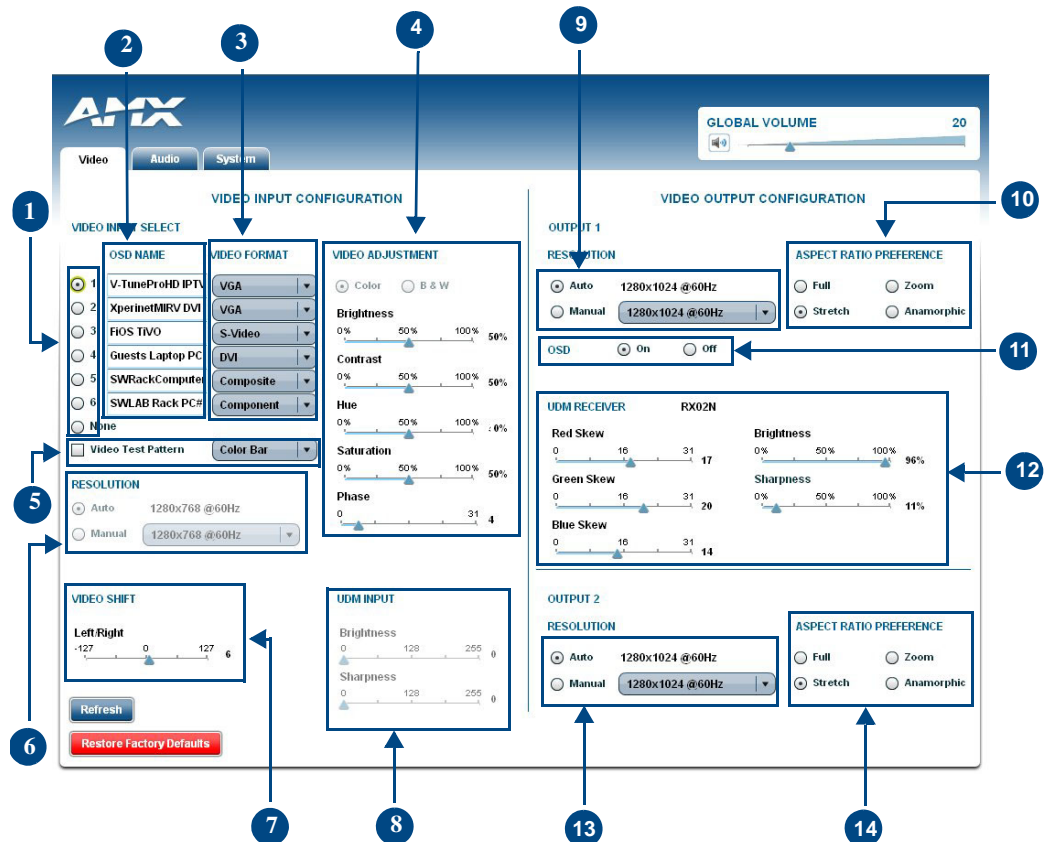 2
3
4
9
AMX
GLOBAL VOLUME 20
Video Audio System
1
10
VIDEO INPUT CONFIGURATION
VIDEO INPUT SELECT
OSD NAME VIDEO FORMAT
1 V-TuneProHD IPTV VGA
2 XperinetMIRV DVI VGA
3 FiOS TiVO S-Video
4 Guests Laptop PC DVI
5 SWRackComputer Composite
6 SWLAB Rack PC# Component
None
Video Test Pattern Color Bar
5
RESOLUTION
Auto 1280x768 @60Hz
Manual 1280x768 @60Hz
VIDEO ADJUSTMENT
Color B & W
Brightness
0% 50% 100% 50%
Contrast
0% 50% 100% 50%
Hue
0% 50% 100% : 0%
Saturation
0% 50% 100% 50%
Phase
0 31 4
VIDEO SHIFT
Left/Right
-127 0 127 6
Refresh
Restore Factory Defaults
6
UDM INPUT
Brightness
0 128 255 0
Sharpness
0 128 255 0
VIDEO OUTPUT CONFIGURATION
OUTPUT 1
RESOLUTION
Auto 1280x1024 @60Hz
Manual 1280x1024 @60Hz
ASPECT RATIO PREFERENCE
Full Zoom
Stretch Anamorphic
OSD On Off
11
UDM RECEIVER RX02N
Red Skew
0 16 31 17
Green Skew
0 16 31 20
Blue Skew
0 16 31 14
Brightness
0% 50% 100% 96%
Sharpness
0% 50% 100% 11%
12
OUTPUT 2
RESOLUTION
Auto 1280x1024 @60Hz
Manual 1280x1024 @60Hz
ASPECT RATIO PREFERENCE
Full Zoom
Stretch Anamorphic
7
8
13
14